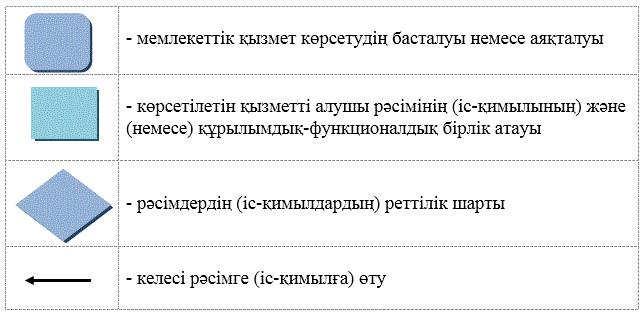 - мемлекеттік қызмет көрсетудің басталуы немесе аяқталуы
- көрсетілетін қызметті алушы рәсімінің (іс-қимылының) және
(немесе) құрылымдық-функционалдық бірлік атауы
- рәсімдердің (іс-қимылдардың) реттілік шарты
- келесі рәсімге (іс-қимылға) өту